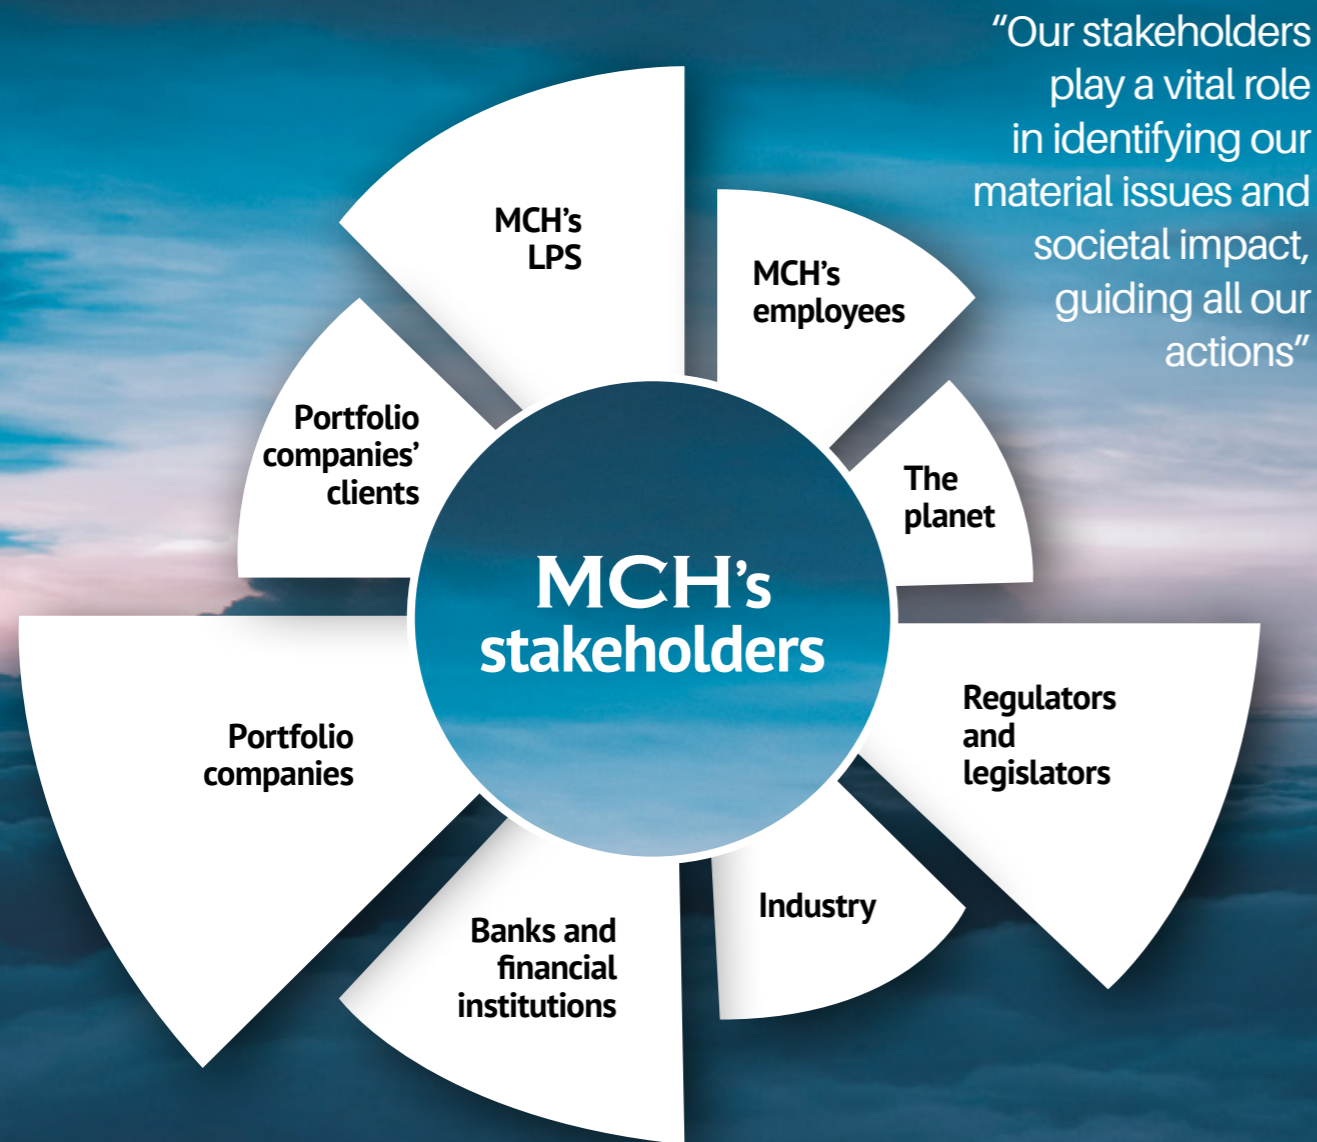 “Our stakeholders
play a vital role
in identifying our
material issues and
societal impact,
guiding all our
actions”
MCH’s
LPS
MCH’s
employees
Portfolio
companies’
clients
The
planet
MCH’s
stakeholders
Portfolio
companies
Regulators
and
legislators
Banks and
financial
institutions
Industry